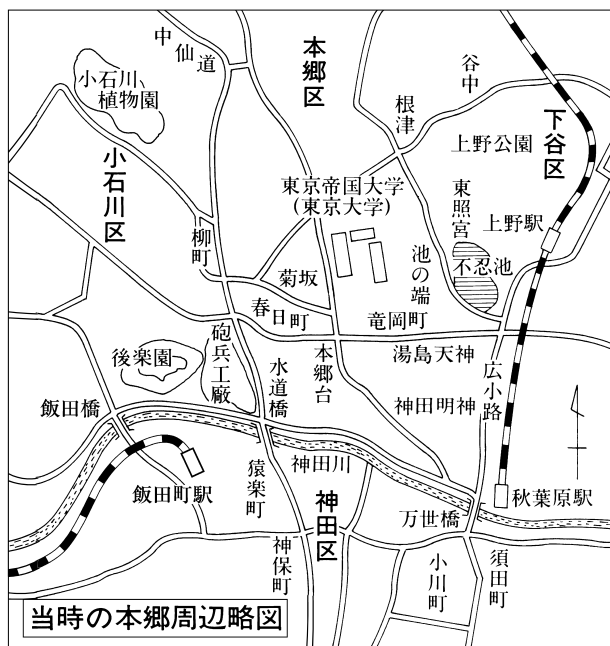 中仙道
本郷区
谷中
小石川、
植物園
根津
下谷区
上野公園
小石川区
東京帝国大学
(東京大学)
東照宮
上野駅
柳町
菊坂
池の端
不忍池
春日町
竜岡町
砲兵工廠
後楽園
水道橋
本郷台
湯島天神
広小路
飯田橋
神田明神
猿楽町
神田川
飯田町駅
神田区
秋葉原駅
万世橋
神保町
小川町
須田町
当時の本郷周辺略図